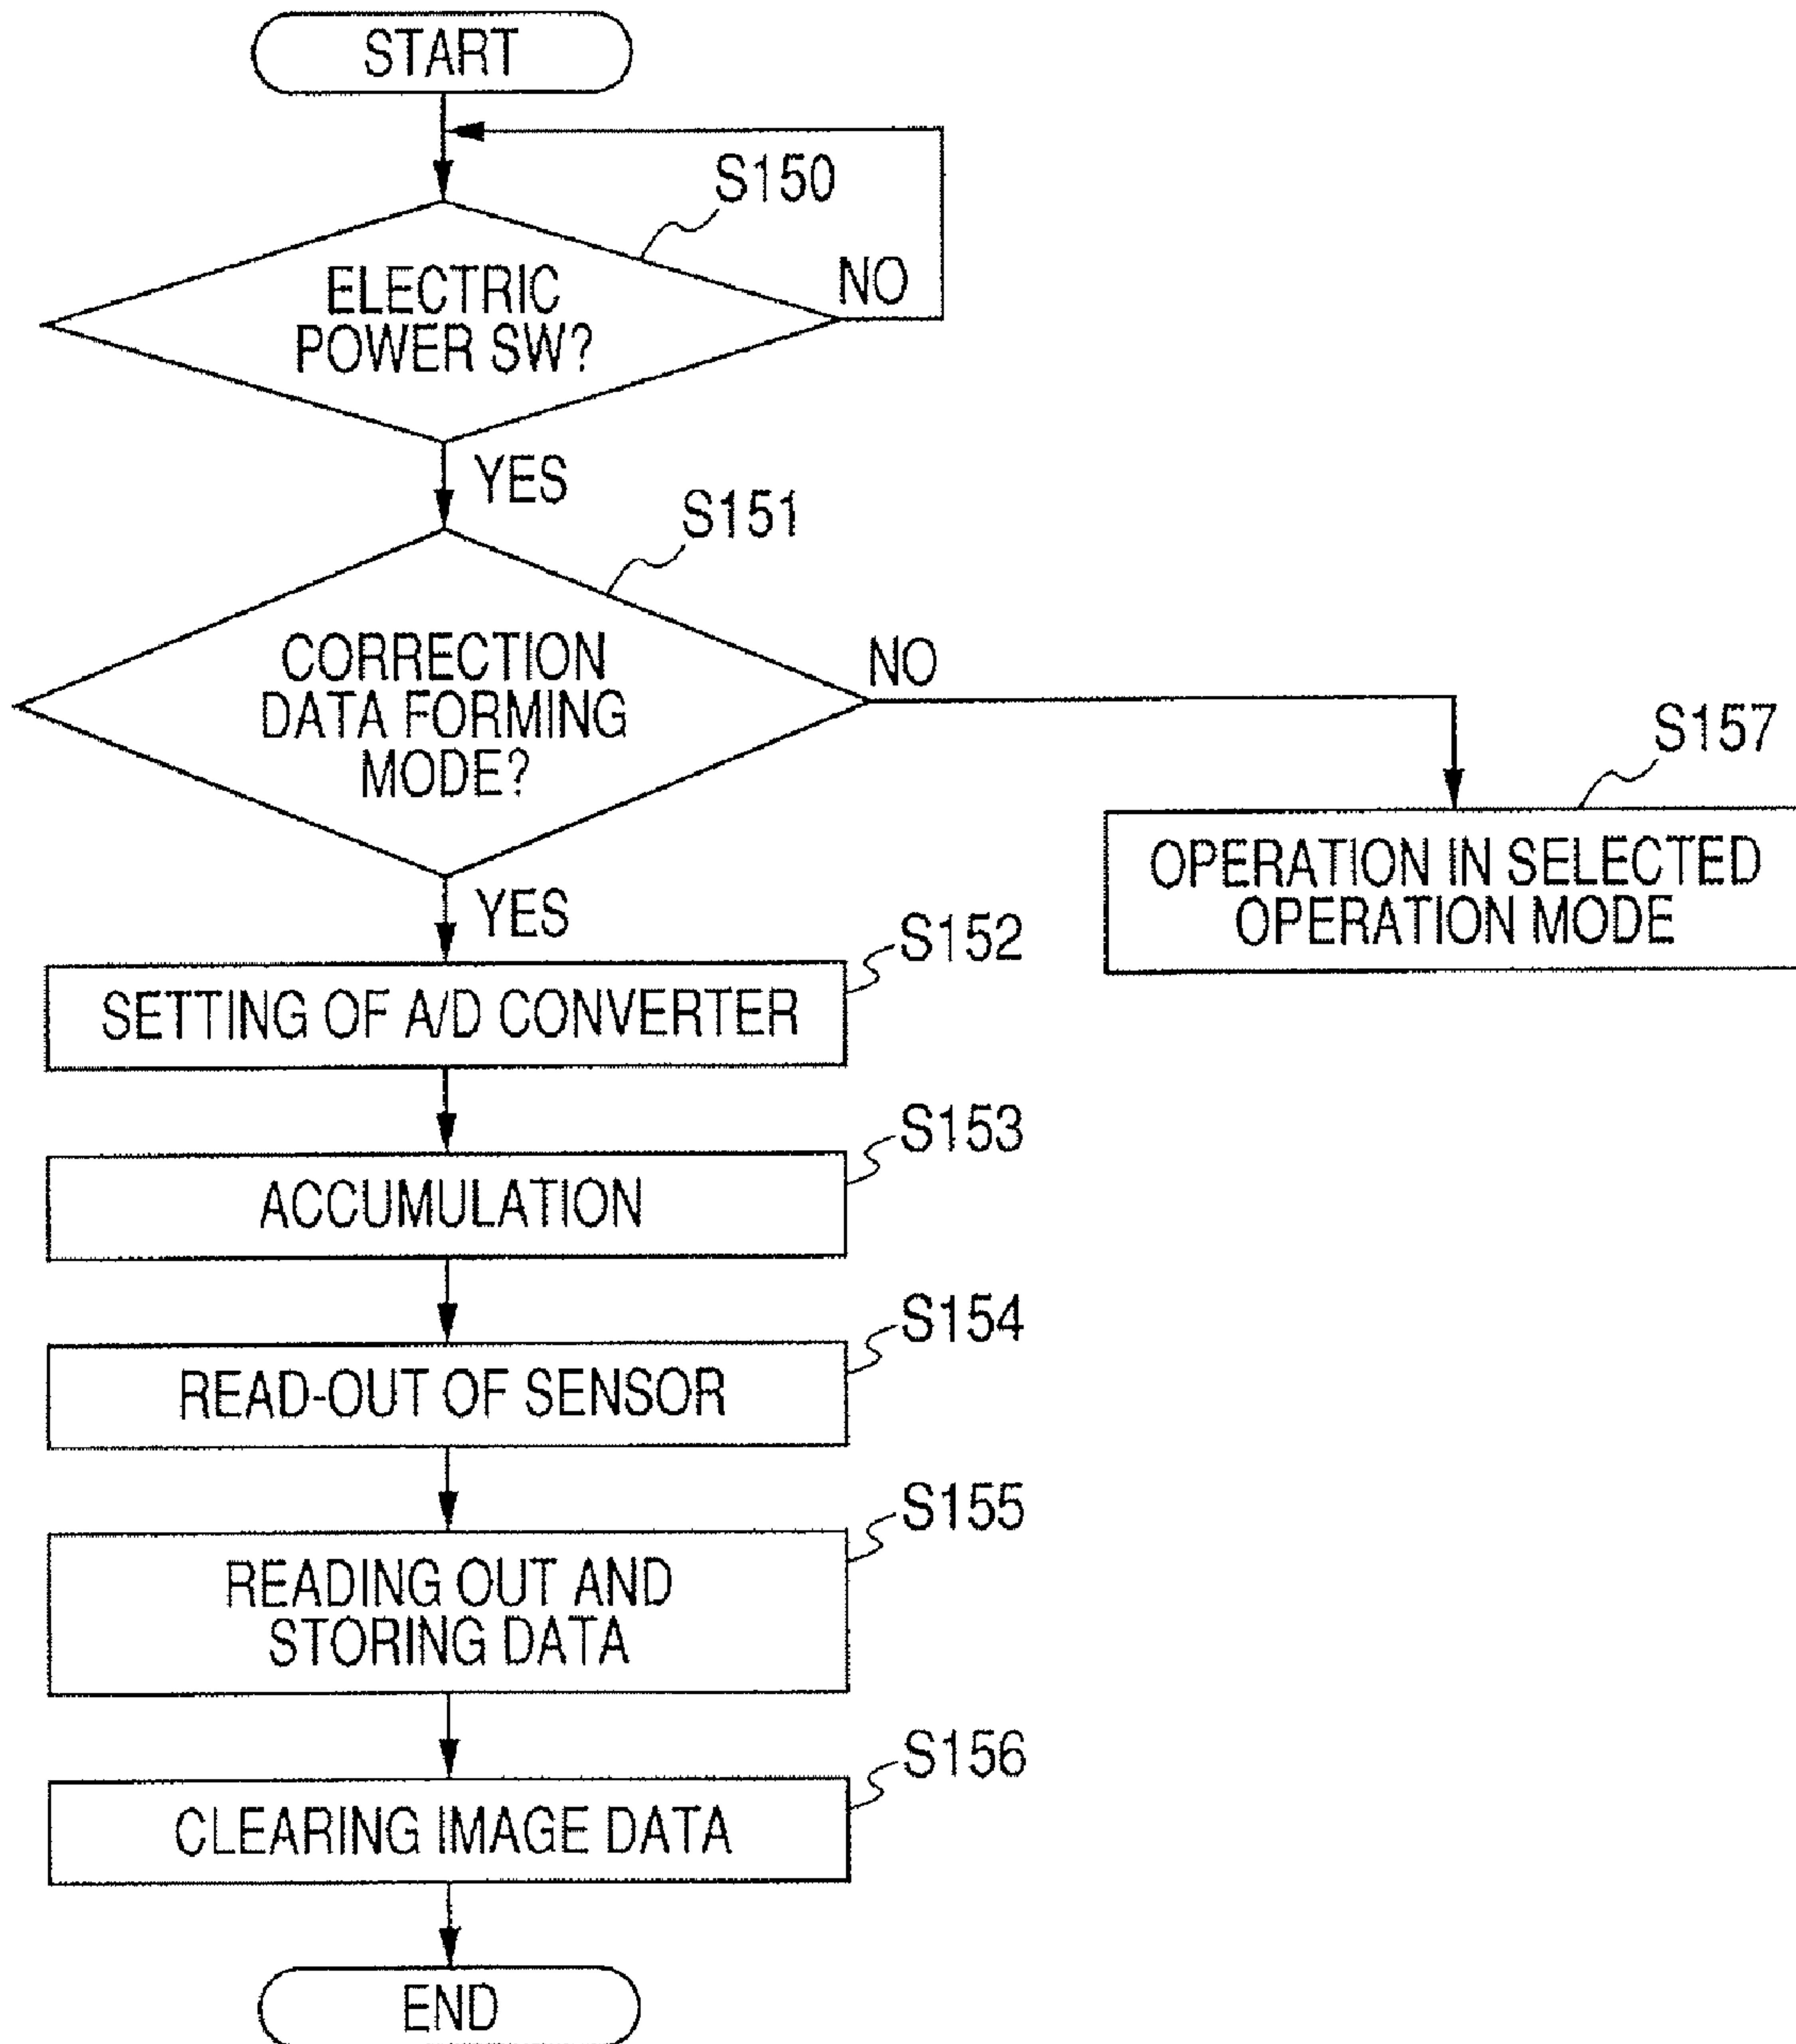 START
S150
ELECTRIC
POWER SW?
NO
YES
S151
CORRECTION
DATA FORMING
MODE?
NO
S157
OPERATION IN SELECTED
OPERATION MODE
YES
S152
SETTING OF A/D CONVERTER
S153
ACCUMULATION
S154
READ-OUT OF SENSOR
S155
READING OUT AND
STORING DATA
S156
CLEARING IMAGE DATA
END